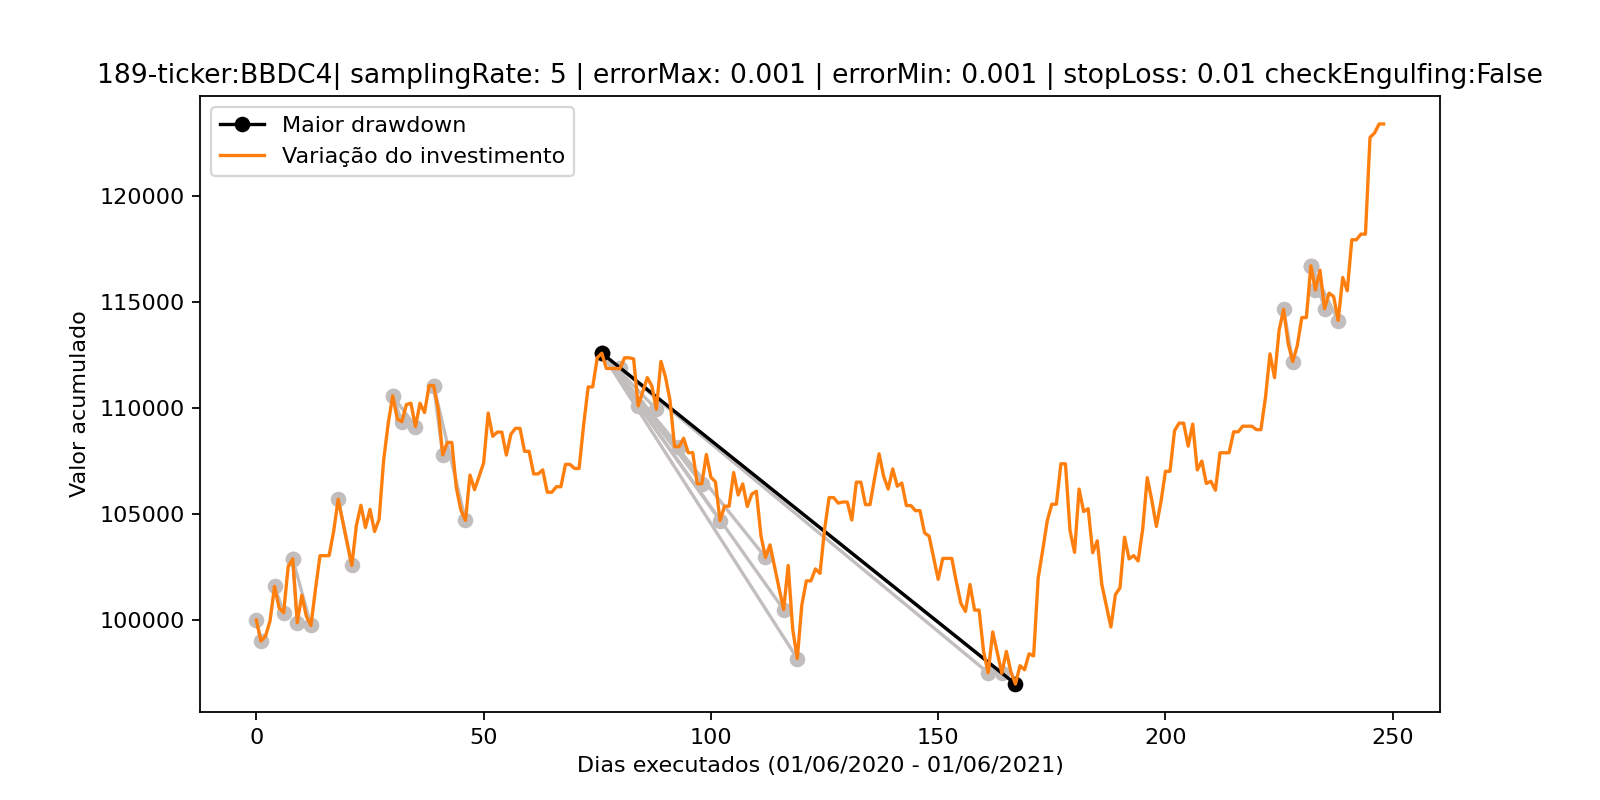 189-ticker:BBDC4| samplingRate: 5 | errorMax: 0.001 | errorMin: 0.001 | stopLoss: 0.01 checkEngulfing:False
Maior drawdown
Variação do investimento
Valor acumulado
120000
115000
110000
105000
100000
0 50 100 150 200 250
Dias executados (01/06/2020 - 01/06/2021)